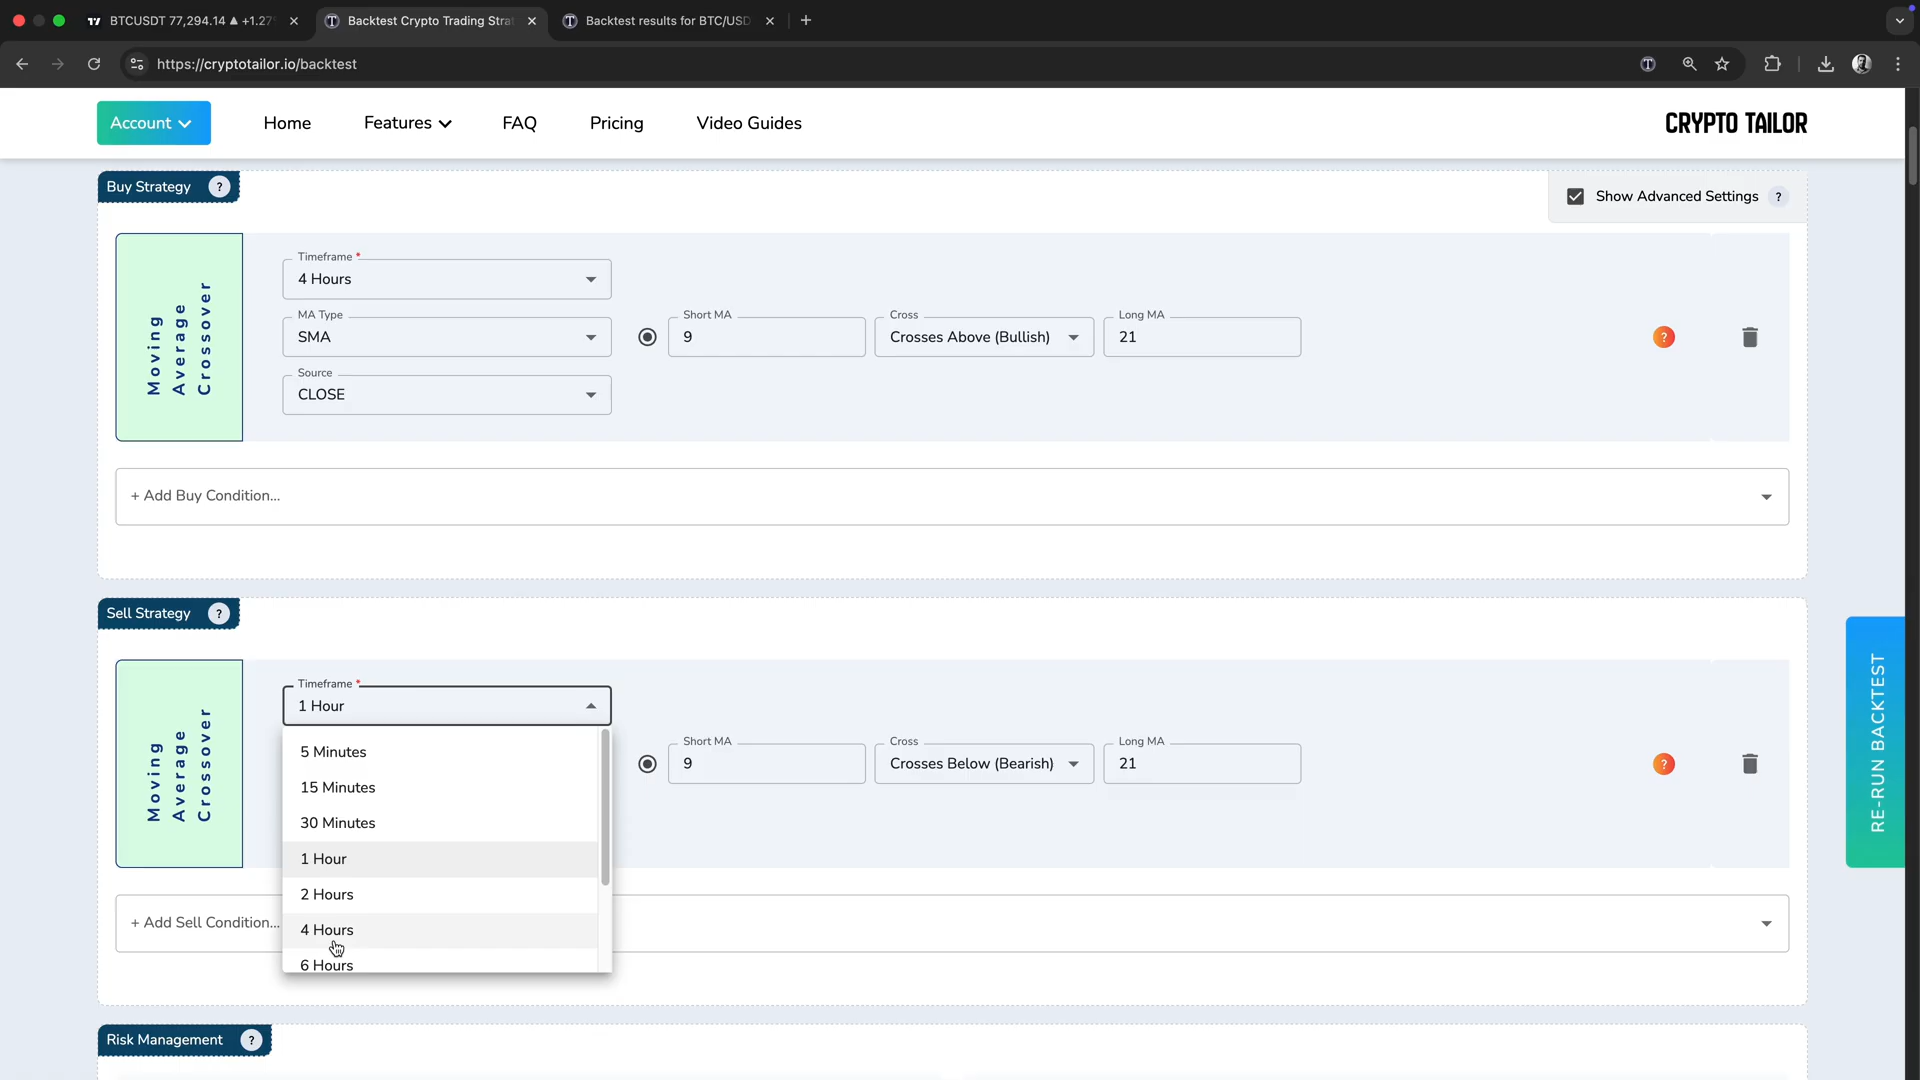 BTCUSDT 77,294.14 ▲ +1.27
Backtest Crypto Trading Stra
Backtest results for BTC/USD
https://cryptotailor.io/backtest
Account
Home
Features
FAQ
Pricing
Video Guides
CRYPTO TAILOR
Buy Strategy ?
Show Advanced Settings ?
Moving
Average
Crossover
Timeframe *
4 Hours
MA Type
SMA
Source
CLOSE
Short MA
9
Cross
Crosses Above (Bullish)
Long MA
21
?
+ Add Buy Condition...
Sell Strategy ?
Moving
Average
Crossover
Timeframe *
1 Hour
5 Minutes
15 Minutes
30 Minutes
1 Hour
2 Hours
4 Hours
6 Hours
Short MA
9
Cross
Crosses Below (Bearish)
Long MA
21
?
+ Add Sell Condition...
RE-RUN BACKTEST
Risk Management ?